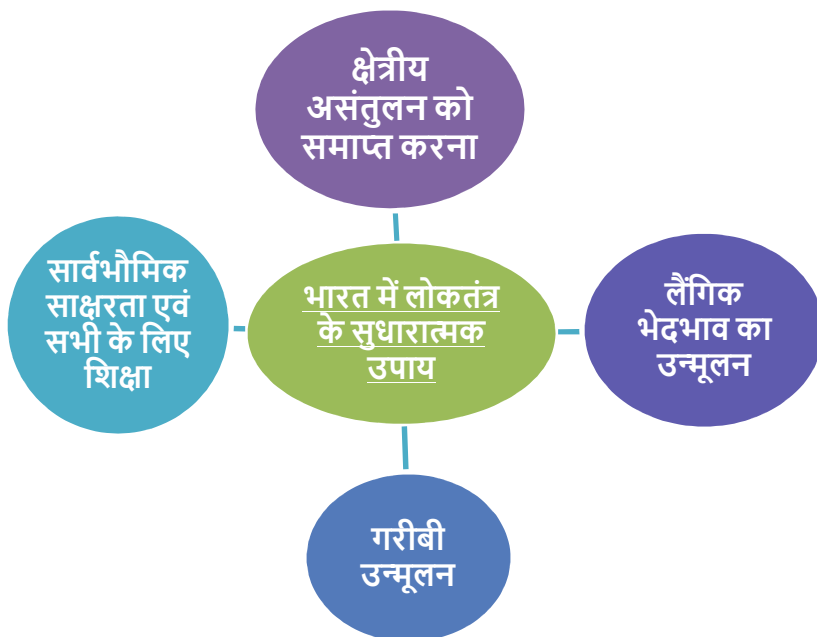 क्षेत्रीय
असंतुलन को
समाप्त करना
सार्वभौमिक
साक्षरता एवं
सभी के लिए
शिक्षा
भारत में लोकतंत्र
के सुधारात्मक
उपाय
लैंगिक
भेदभाव का
उन्मूलन
गरीबी
उन्मूलन